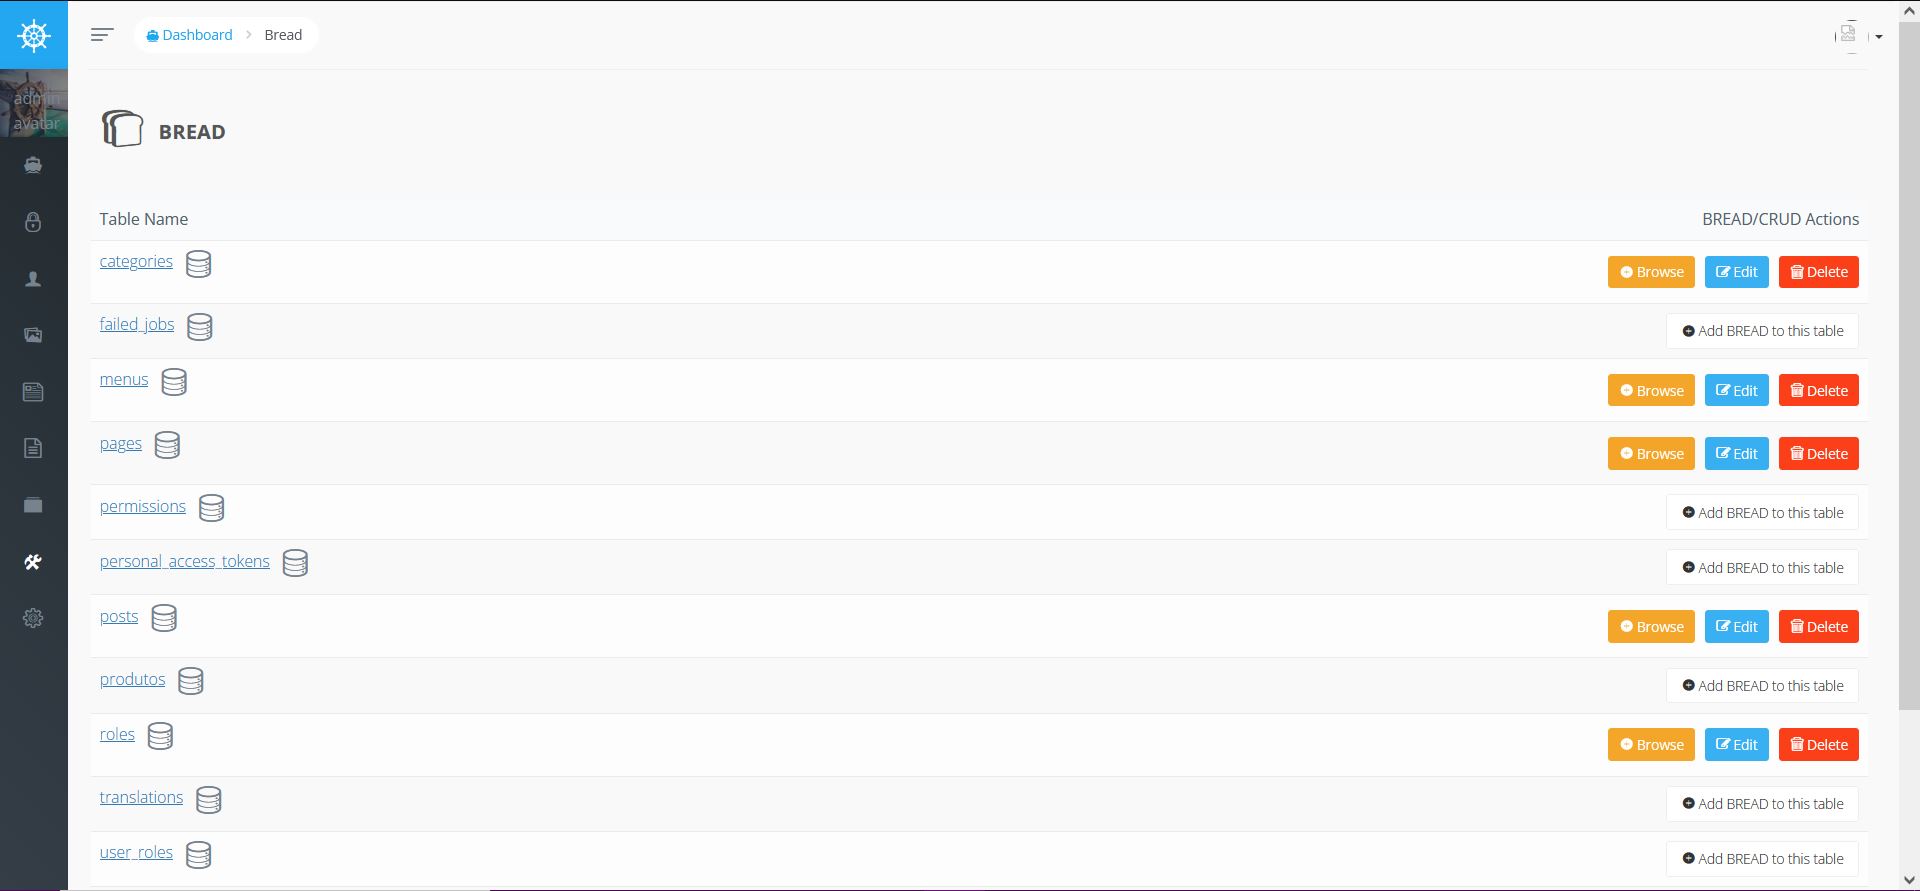 Dashboard > Bread
admin
avatar
BREAD
Table Name BREAD/CRUD Actions
categories Browse Edit Delete
failed_jobs Add BREAD to this table
menus Browse Edit Delete
pages Browse Edit Delete
permissions Add BREAD to this table
personal_access_tokens Add BREAD to this table
posts Browse Edit Delete
produtos Add BREAD to this table
roles Browse Edit Delete
translations Add BREAD to this table
user_roles Add BREAD to this table